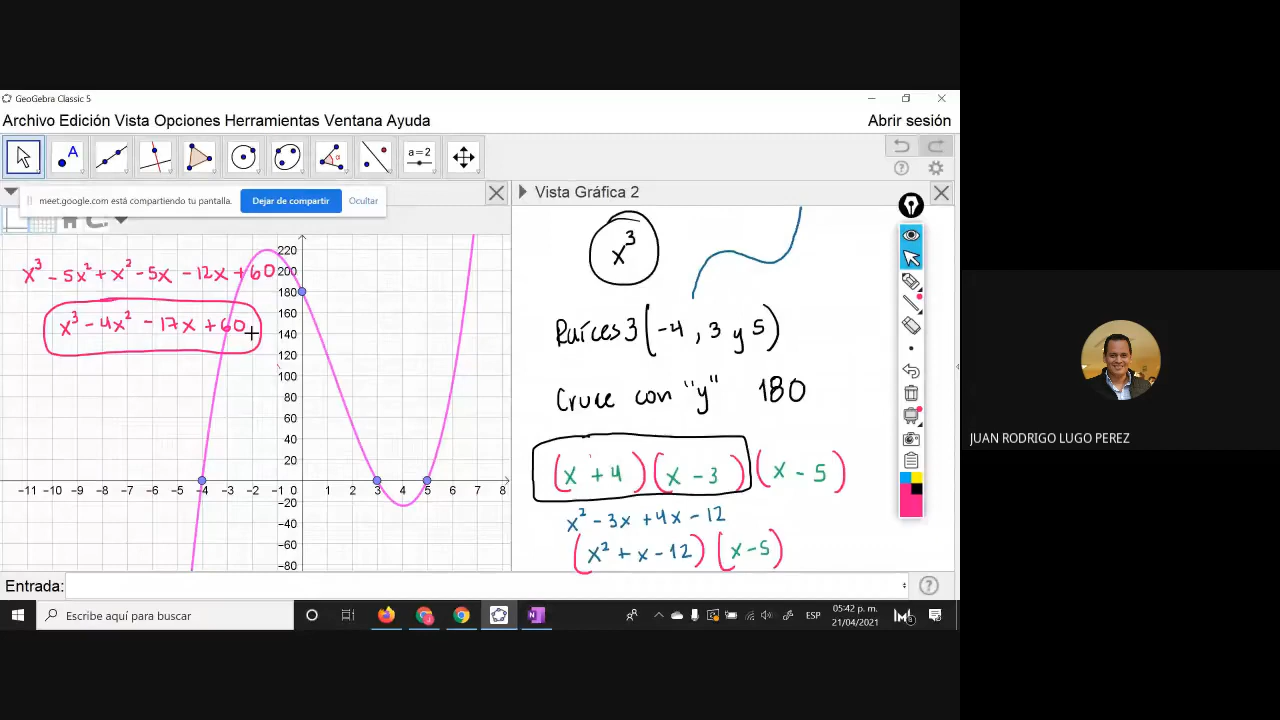 GeoGebra Classic 5
Archivo Edición Vista Opciones Herramientas Ventana Ayuda
Abrir sesión
A
α
a=2
meet.google.com está compartiendo tu pantalla.
Dejar de compartir
Ocultar
Vista Gráfica 2
x³ - 5x² + x² - 5x - 12x + 60
x³ - 4x² - 17x + 60
220
200
180
160
140
120
100
80
60
40
20
-11 -10 -9 -8 -7 -6 -5 -4 -3 -2 -1 0 1 2 3 4 5 6 7 8
-20
-40
-60
-80
x³
Raíces 3 (-4, 3 y 5)
Cruce con "y" 180
(x + 4) (x - 3) (x - 5)
x² - 3x + 4x - 12
(x² + x - 12) (x - 5)
Entrada:
Escribe aquí para buscar
ESP
05:42 p. m.
21/04/2021
JUAN RODRIGO LUGO PEREZ